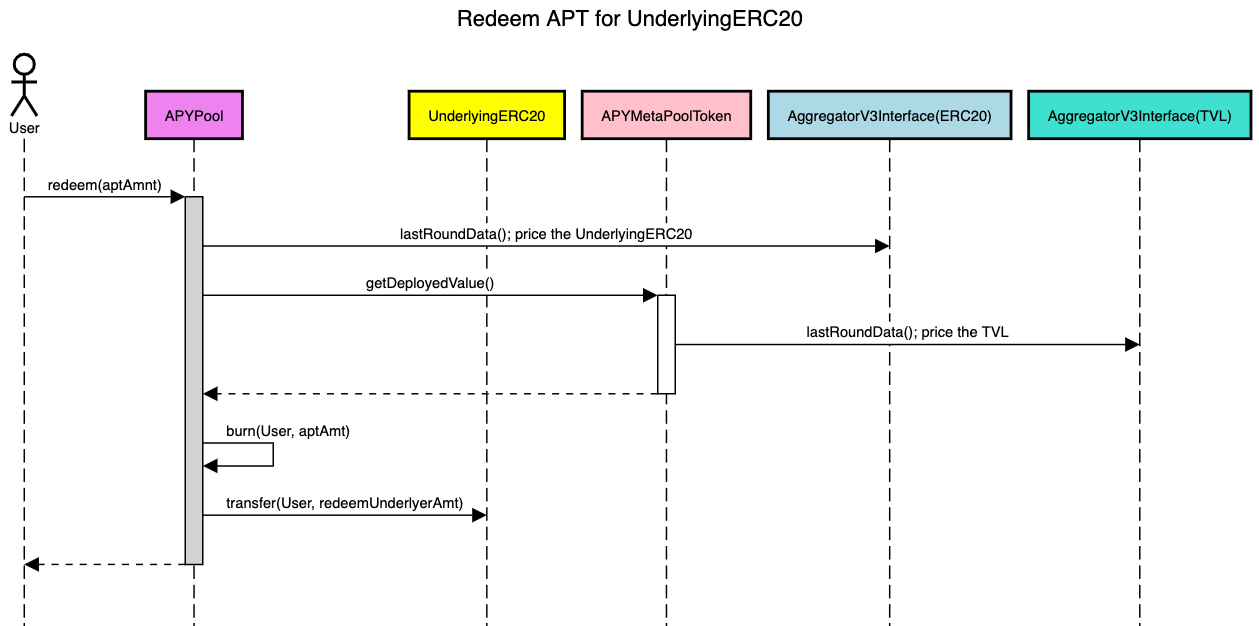 Redeem APT for UnderlyingERC20
User
APYPool
UnderlyingERC20
APYMetaPoolToken
AggregatorV3Interface(ERC20)
AggregatorV3Interface(TVL)
redeem(aptAmnt)
lastRoundData(); price the UnderlyingERC20
getDeployedValue()
lastRoundData(); price the TVL
burn(User, aptAmt)
transfer(User, redeemUnderlyerAmt)